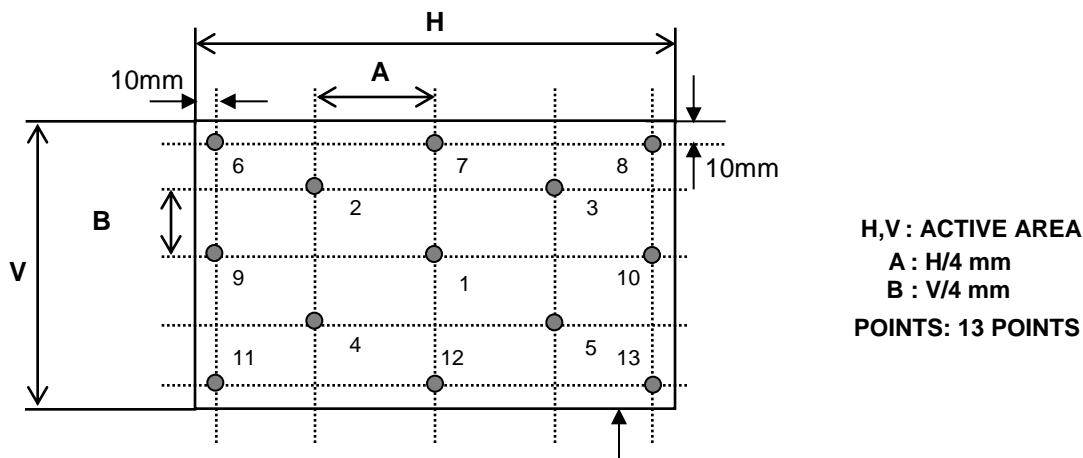 H
A
10mm
6
7
8
10mm
2
3
B
V
9
1
10
H,V : ACTIVE AREA
A : H/4 mm
B : V/4 mm
POINTS: 13 POINTS
4
5
11
12
13